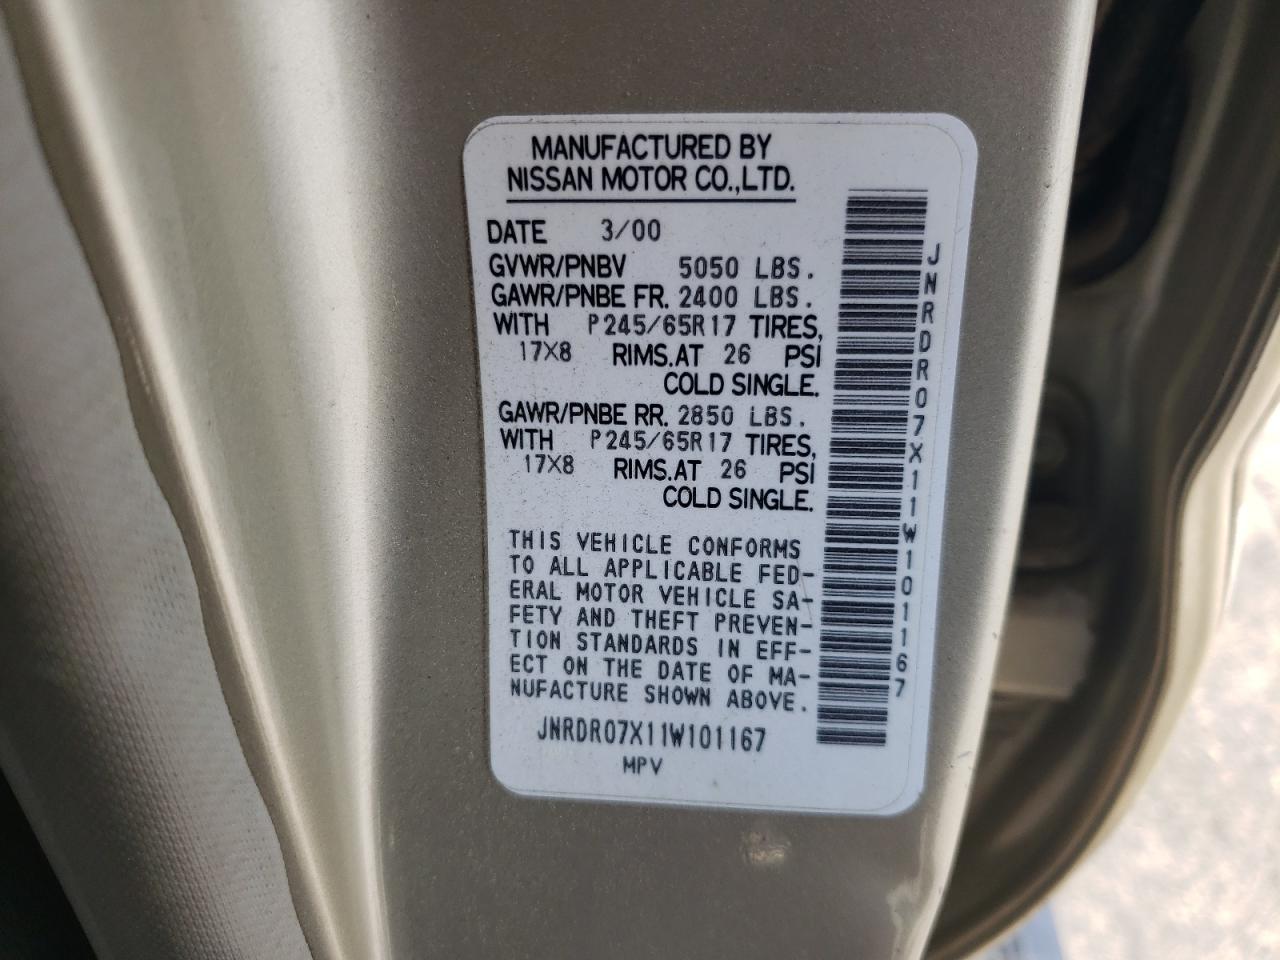 MANUFACTURED BY
NISSAN MOTOR CO.,LTD.
DATE 3/00
GVWR/PNBV 5050 LBS.
GAWR/PNBE FR. 2400 LBS.
WITH P245/65R17 TIRES,
17X8 RIMS.AT 26 PSI
COLD SINGLE.
GAWR/PNBE RR. 2850 LBS.
WITH P245/65R17 TIRES,
17X8 RIMS.AT 26 PSI
COLD SINGLE.
THIS VEHICLE CONFORMS
TO ALL APPLICABLE FED-
ERAL MOTOR VEHICLE SA-
FETY AND THEFT PREVEN-
TION STANDARDS IN EFF-
ECT ON THE DATE OF MA-
NUFACTURE SHOWN ABOVE.
JNRDR07X11W101167
MPV
JNRDR07X11W101167